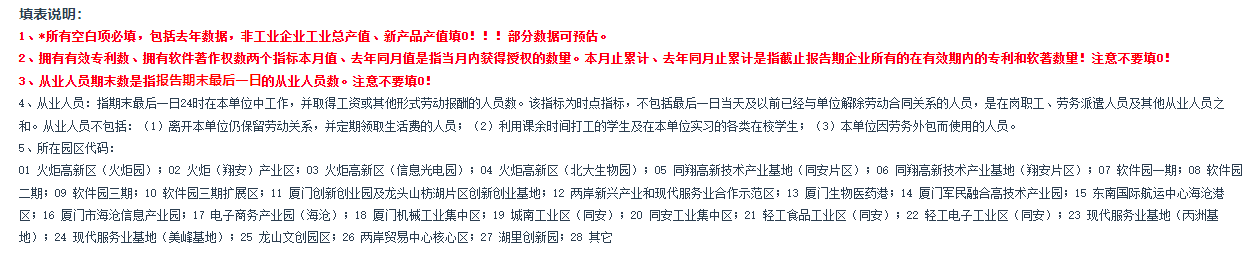 填表说明：
1、*所有空白项必填，包括去年数据，非工业企业工业总产值、新产品产值填0！！！部分数据可预估。
2、拥有有效专利数、拥有软件著作权数两个指标本月值、去年同月值是指当月内获得授权的数量。本月止累计、去年同月止累计是指截止报告期企业所有的在有效期内的专利和软著数量！注意不要填0！
3、从业人员期末数是指报告期末最后一日的从业人员数。注意不要填0！
4、从业人员：指期末最后一日24时在本单位中工作，并取得工资或其他形式劳动报酬的人员数。该指标为时点指标，不包括最后一日当天及以前已经与单位解除劳动合同关系的人员，是在岗职工、劳务派遣人员及其他从业人员之
和。从业人员不包括：（1）离开本单位仍保留劳动关系，并定期领取生活费的人员；（2）利用课余时间打工的学生及在本单位实习的各类在校学生；（3）本单位因劳务外包而使用的人员。
5、所在园区代码：
01 火炬高新区（火炬园）；02 火炬（翔安）产业区；03 火炬高新区（信息光电园）；04 火炬高新区（北大生物园）；05 同翔高新技术产业基地（同安片区）；06 同翔高新技术产业基地（翔安片区）；07 软件园一期；08 软件园
二期；09 软件园三期；10 软件园三期扩展区；11 厦门创新创业园及龙头山枋湖片区创新创业基地；12 两岸新兴产业和现代服务业合作示范区；13 厦门生物医药港；14 厦门军民融合高技术产业园；15 东南国际航运中心海沧港
区；16 厦门市海沧信息产业园；17 电子商务产业园（海沧）；18 厦门机械工业集中区；19 城南工业区（同安）；20 同安工业集中区；21 轻工食品工业区（同安）；22 轻工电子工业区（同安）；23 现代服务业基地（丙洲基
地）；24 现代服务业基地（美峰基地）；25 龙山文创园区；26 两岸贸易中心核心区；27 湖里创新园；28 其它